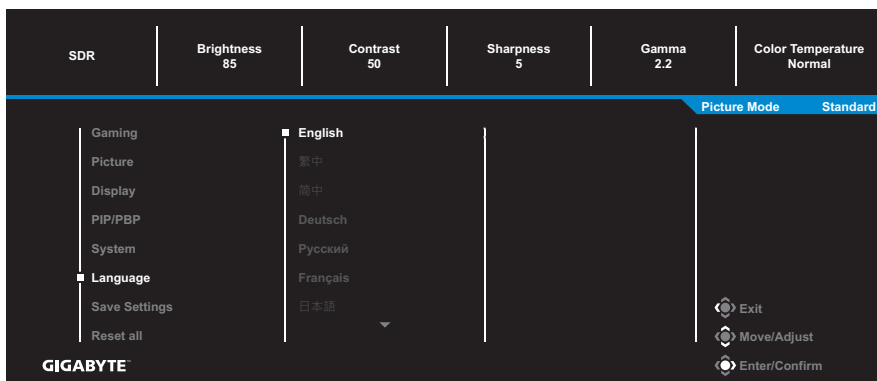 SDR
Brightness
85
Contrast
50
Sharpness
5
Gamma
2.2
Color Temperature
Normal
Picture Mode Standard
Gaming
Picture
Display
PIP/PBP
System
Language
Save Settings
Reset all
English
繁中
简中
Deutsch
Русский
Français
日本語
Exit
Move/Adjust
Enter/Confirm
GIGABYTE™